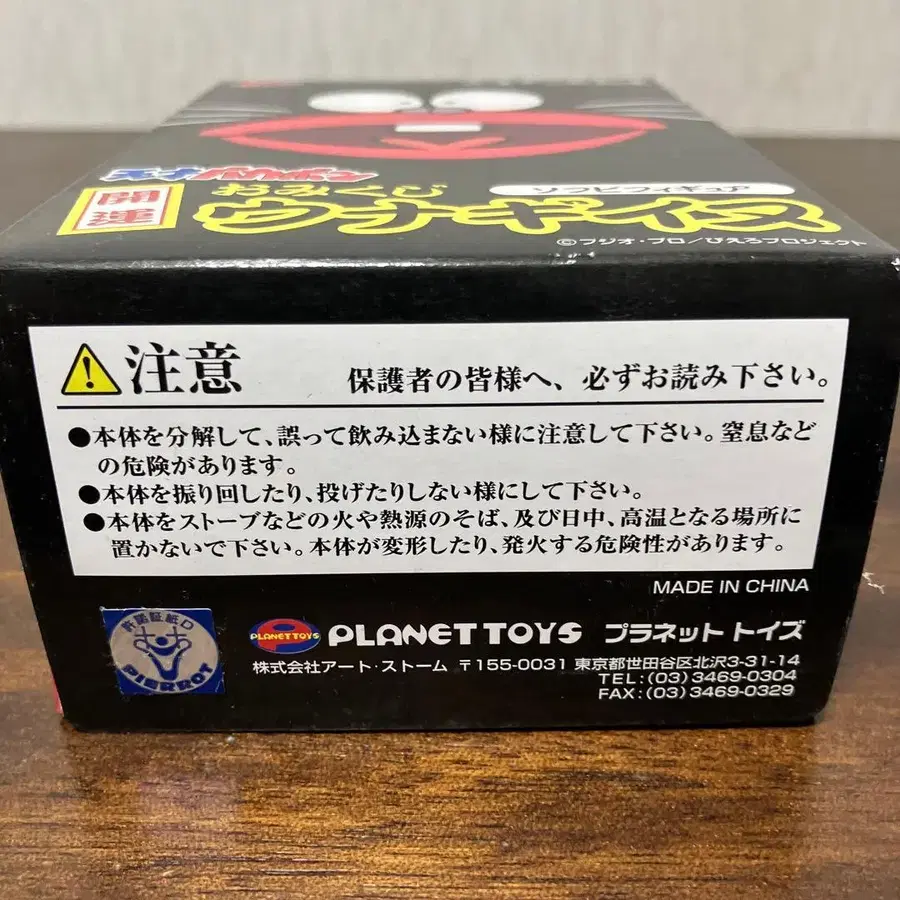 天才バカボン
開運
おみくじ
ウナギイヌ
ソフビフィギュア
©フジオ・プロ/ぴえろプロジェクト
注意
保護者の皆様へ、必ずお読み下さい。
●本体を分解して、誤って飲み込まない様に注意して下さい。窒息など
の危険があります。
●本体を振り回したり、投げたりしない様にして下さい。
●本体をストーブなどの火や熱源のそば、及び日中、高温となる場所に
置かないで下さい。本体が変形したり、発火する危険性があります。
MADE IN CHINA
許諾証紙D
PIERROT
PLANET TOYS
PLANET TOYS プラネット トイズ
株式会社アート・ストーム 〒155-0031 東京都世田谷区北沢3-31-14
TEL:(03)3469-0304
FAX:(03)3469-0329